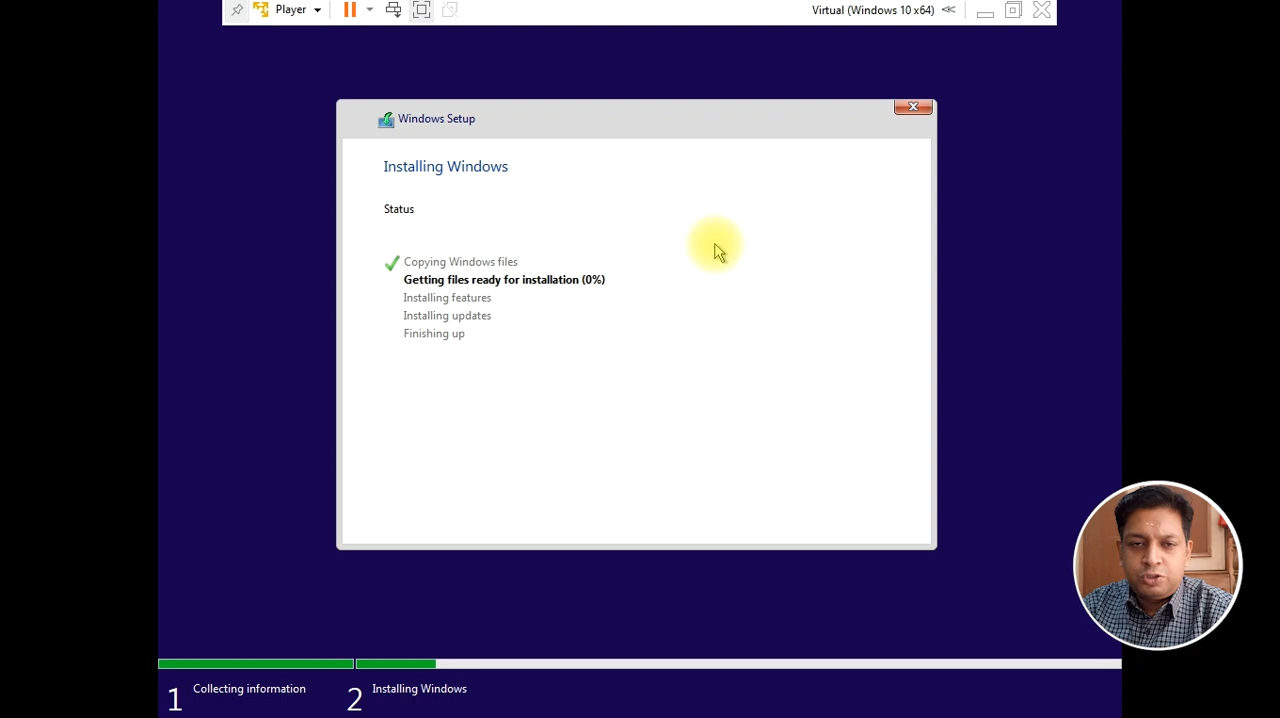 Player
Virtual (Windows 10 x64)
Windows Setup
Installing Windows
Status
Copying Windows files
Getting files ready for installation (0%)
Installing features
Installing updates
Finishing up
1 Collecting information
2 Installing Windows